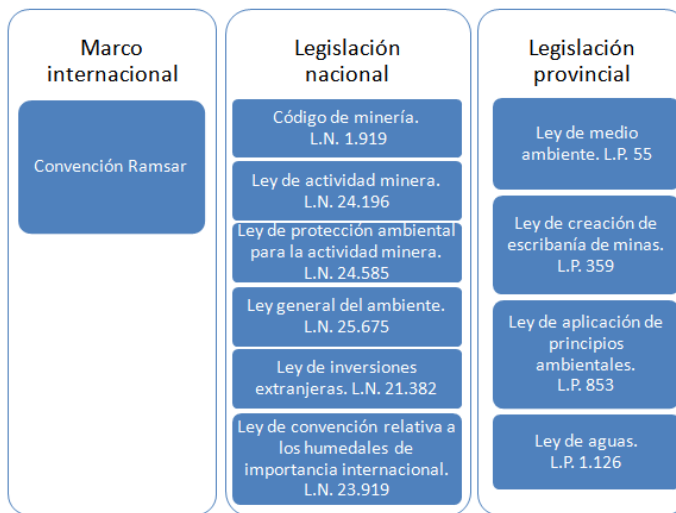 Marco
internacional
Convención Ramsar
Legislación
nacional
Código de minería.
L.N. 1.919
Ley de actividad minera.
L.N. 24.196
Ley de protección ambiental
para la actividad minera.
L.N. 24.585
Ley general del ambiente.
L.N. 25.675
Ley de inversiones
extranjeras. L.N. 21.382
Ley de convención relativa a
los humedales de
importancia internacional.
L.N. 23.919
Legislación
provincial
Ley de medio
ambiente. L.P. 55
Ley de creación de
escribanía de minas.
L.P. 359
Ley de aplicación de
principios
ambientales.
L.P. 853
Ley de aguas.
L.P. 1.126